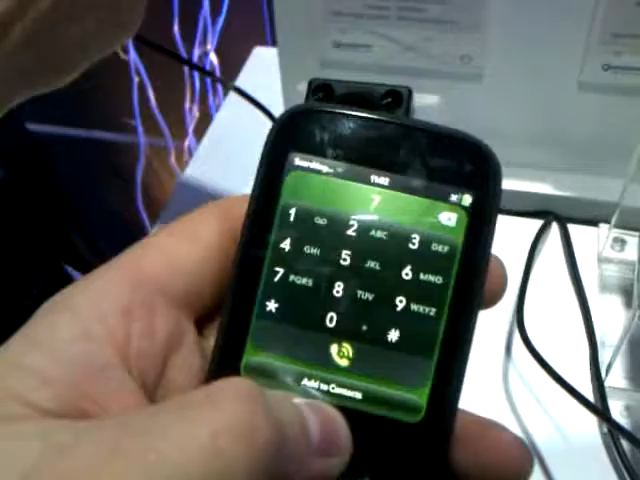 Searching...
11:02
7
1 2 ABC 3 DEF
4 GHI 5 JKL 6 MNO
7 PQRS 8 TUV 9 WXYZ
* 0 #
Add to Contacts